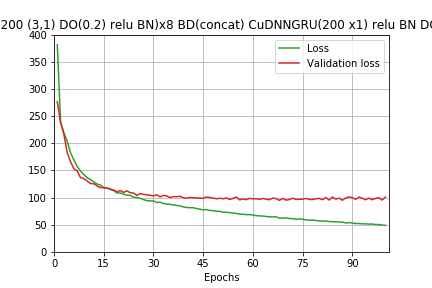 200 (3,1) DO(0.2) relu BN)x8 BD(concat) CuDNNGRU(200 x1) relu BN DO
400
350
300
250
200
150
100
50
0
Loss
Validation loss
0 15 30 45 60 75 90
Epochs